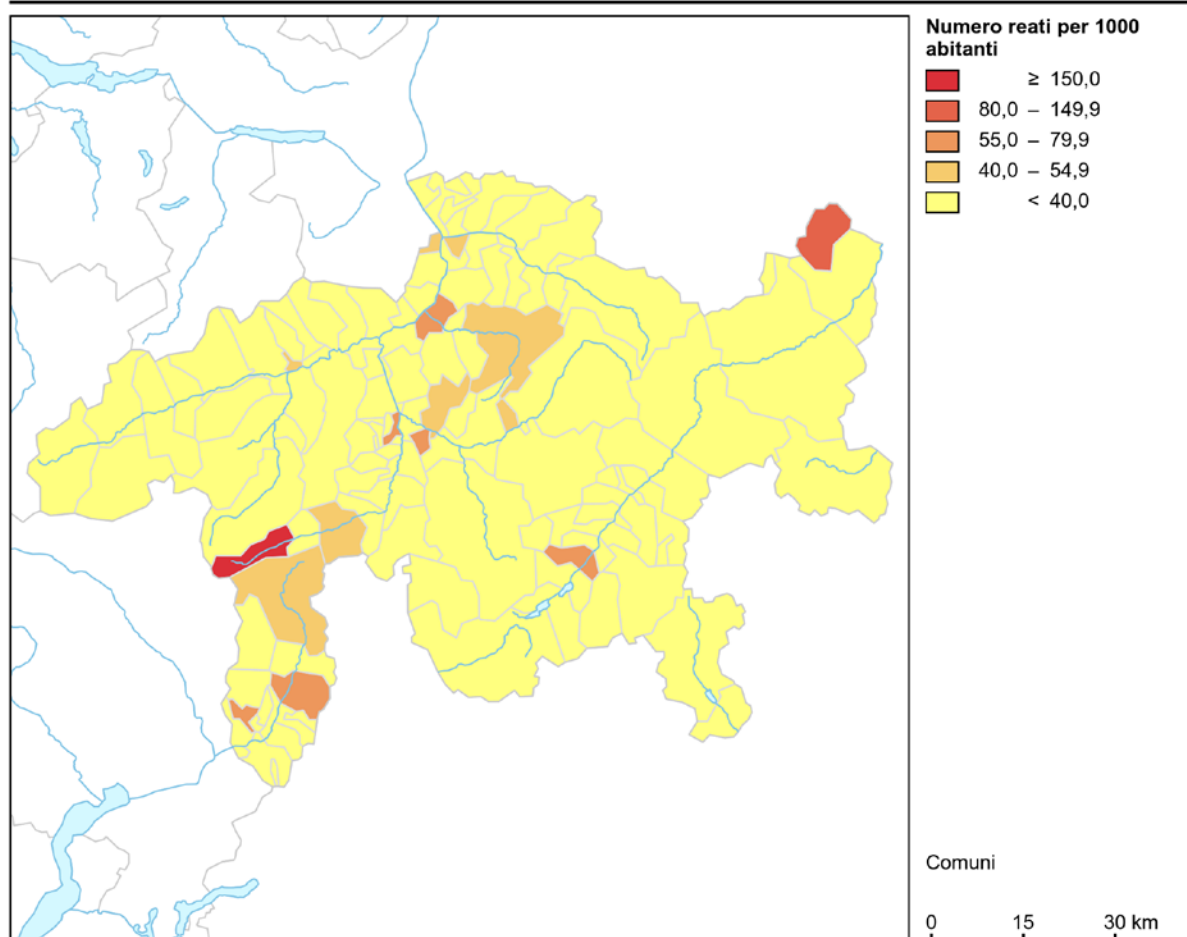 Numero reati per 1000
abitanti
≥ 150,0
80,0 – 149,9
55,0 – 79,9
40,0 – 54,9
< 40,0
Comuni
0 15 30 km